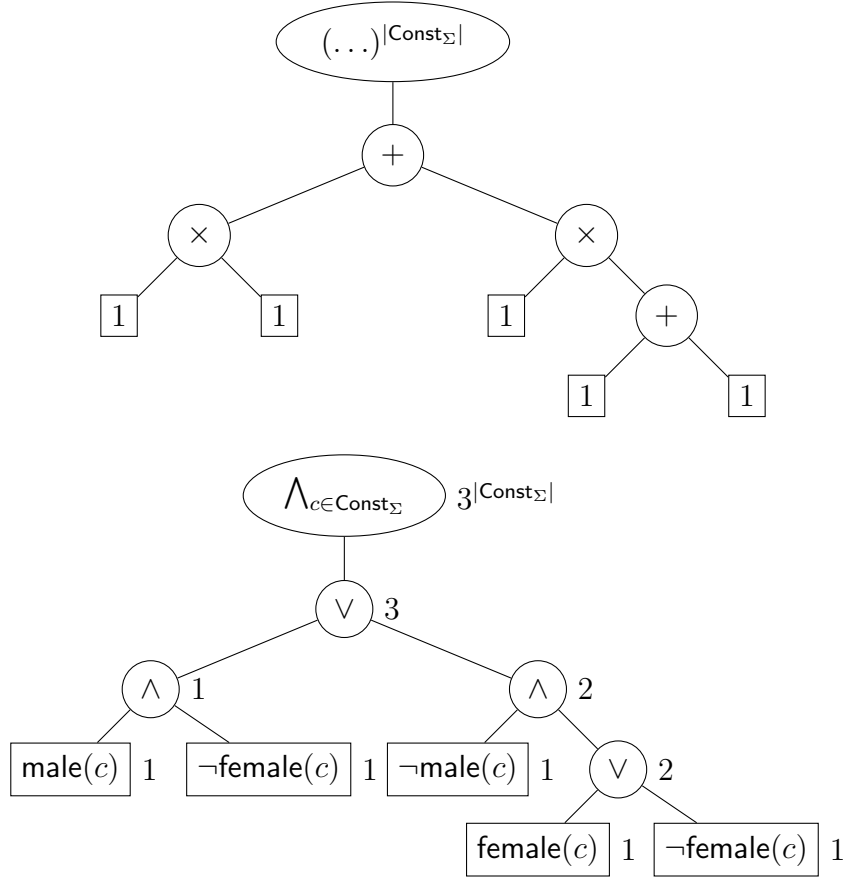 (...)^{|Const_Σ|}
+
× ×
1 1 1 +
1 1
⋀_{c∈Const_Σ} 3^{|Const_Σ|}
∨ 3
∧ 1 ∧ 2
male(c) 1 ¬female(c) 1 ¬male(c) 1 ∨ 2
female(c) 1 ¬female(c) 1